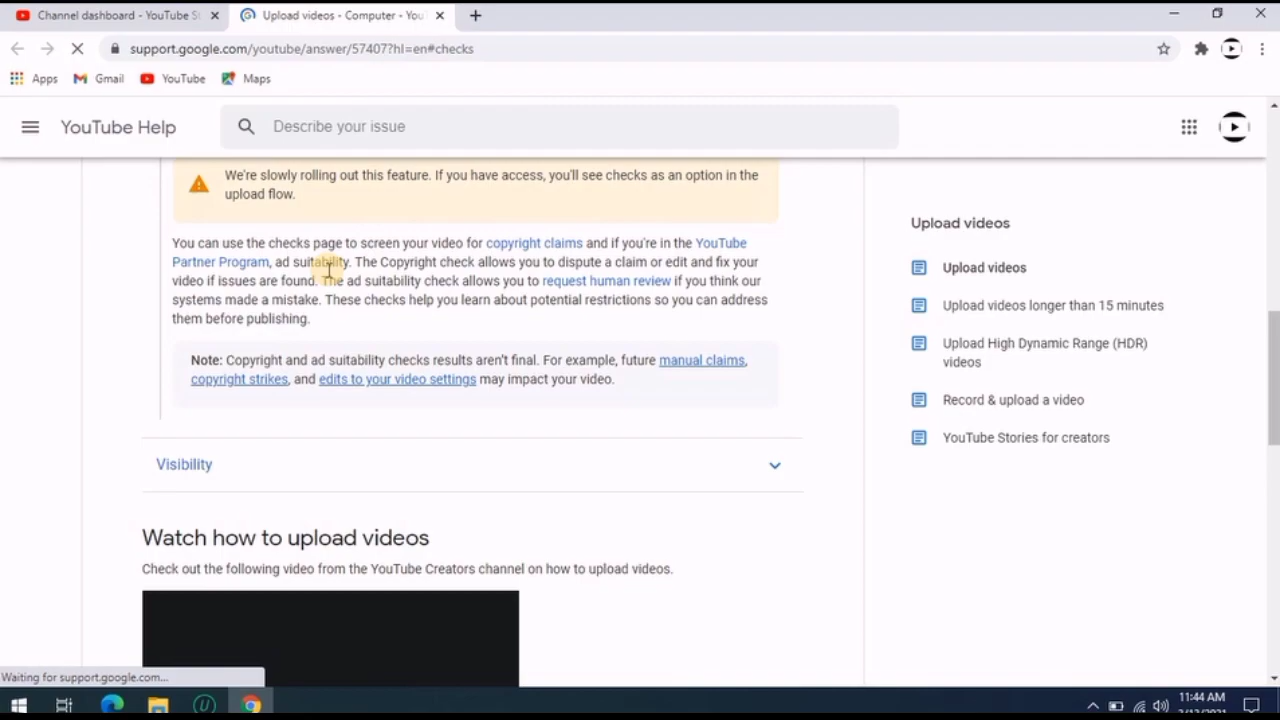 Channel dashboard - YouTube S
Upload videos - Computer - You
support.google.com/youtube/answer/57407?hl=en#checks
Apps
Gmail
YouTube
Maps
YouTube Help
Describe your issue
We're slowly rolling out this feature. If you have access, you'll see checks as an option in the
upload flow.
You can use the checks page to screen your video for copyright claims and if you're in the YouTube
Partner Program, ad suitability. The Copyright check allows you to dispute a claim or edit and fix your
video if issues are found. The ad suitability check allows you to request human review if you think our
systems made a mistake. These checks help you learn about potential restrictions so you can address
them before publishing.
Note: Copyright and ad suitability checks results aren't final. For example, future manual claims,
copyright strikes, and edits to your video settings may impact your video.
Visibility
Watch how to upload videos
Check out the following video from the YouTube Creators channel on how to upload videos.
Upload videos
Upload videos
Upload videos longer than 15 minutes
Upload High Dynamic Range (HDR)
videos
Record & upload a video
YouTube Stories for creators
Waiting for support.google.com...
11:44 AM